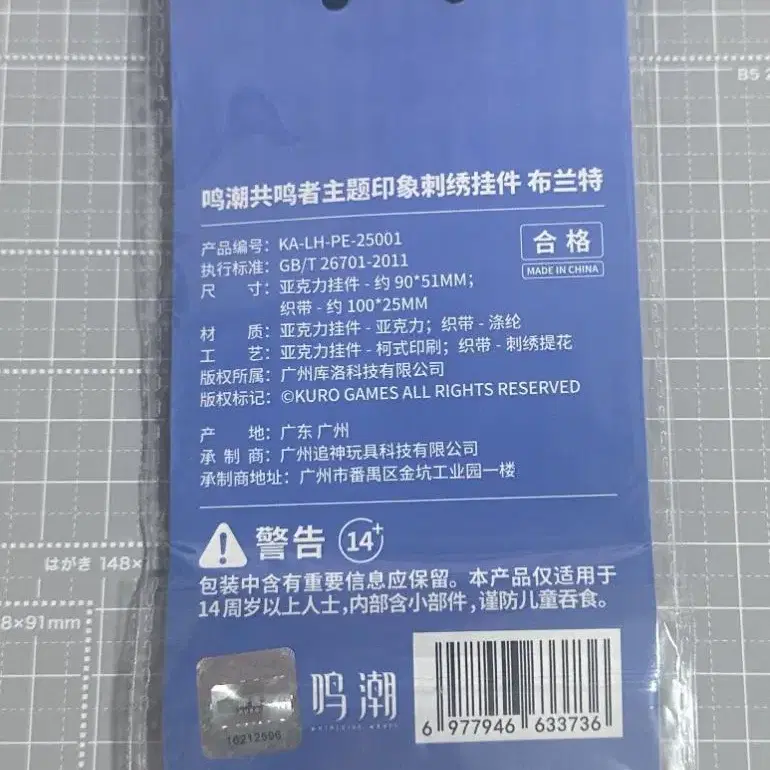 鸣潮共鸣者主题印象刺绣挂件 布兰特
产品编号：KA-LH-PE-25001
执行标准：GB/T 26701-2011
合格
MADE IN CHINA
尺 寸：亚克力挂件 - 约 90*51MM；
织带 - 约 100*25MM
材 质：亚克力挂件 - 亚克力；织带 - 涤纶
工 艺：亚克力挂件 - 柯式印刷；织带 - 刺绣提花
版权所属：广州库洛科技有限公司
版权标记：©KURO GAMES ALL RIGHTS RESERVED
产 地：广东 广州
承 制 商：广州追神玩具科技有限公司
承制商地址：广州市番禺区金坑工业园一楼
警告 14+
包装中含有重要信息应保留。本产品仅适用于
14周岁以上人士，内部含小部件，谨防儿童吞食。
鸣潮
WUTHERING WAVES
6 977946 633736
16212596
B5
はがき 148×
8×91mm